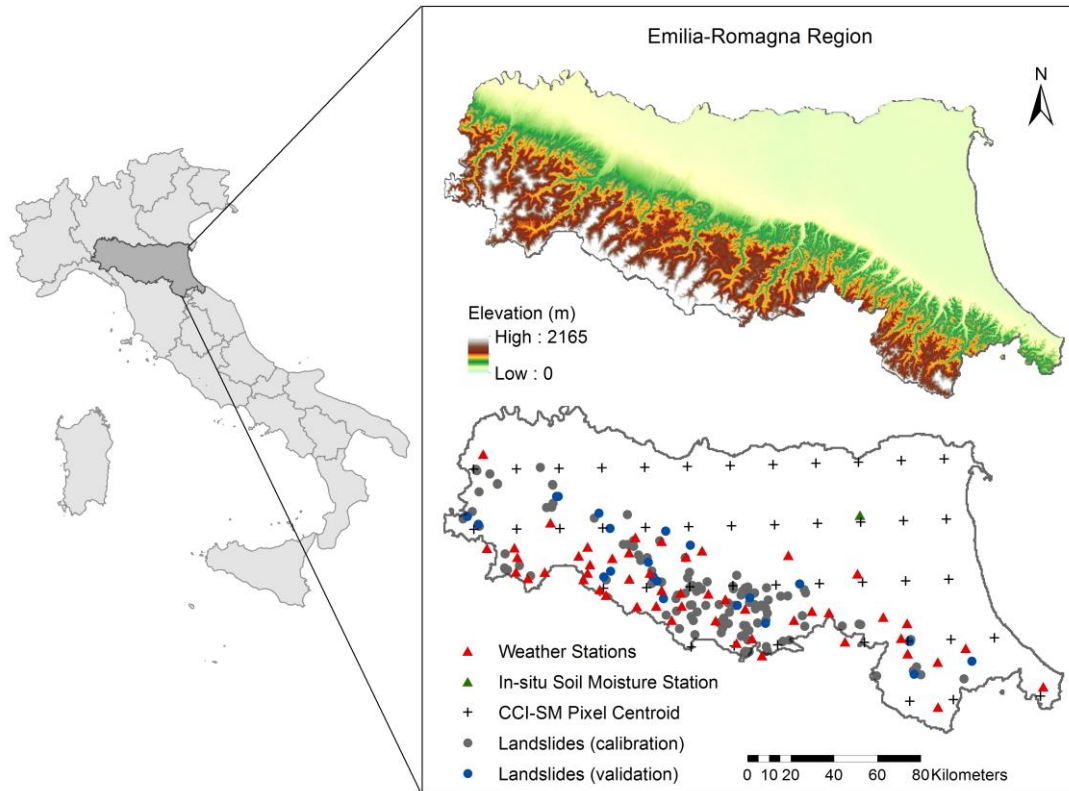 Emilia-Romagna Region
N
Elevation (m)
High : 2165
Low : 0
Weather Stations
In-situ Soil Moisture Station
CCI-SM Pixel Centroid
Landslides (calibration)
Landslides (validation)
0 10 20 40 60 80 Kilometers